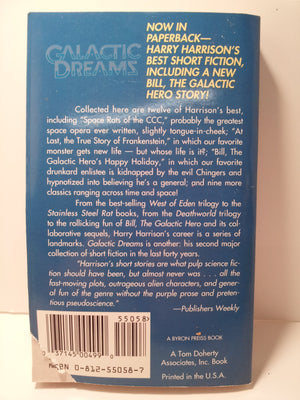 GALACTIC
DREAMS
NOW IN
PAPERBACK—
HARRY HARRISON'S
BEST SHORT FICTION,
INCLUDING A NEW
BILL, THE GALACTIC
HERO STORY!
Collected here are twelve of Harrison's best,
including "Space Rats of the CCC," probably the greatest
space opera ever written, slightly tongue-in-cheek; "At
Last, the True Story of Frankenstein," in which our favorite
monster gets new life — but whose life is it?; "Bill, The
Galactic Hero's Happy Holiday," in which our favorite
drunkard enlistee is kidnapped by the evil Chingers and
hypnotized into believing he's a general; and nine more
classics ranging across time and space!
From the best-selling West of Eden trilogy to the
Stainless Steel Rat books, from the Deathworld trilogy
to the rollicking fun of Bill, The Galactic Hero and its col-
laborative sequels, Harry Harrison's career is a series of
landmarks. Galactic Dreams is another: his second major
collection of short fiction in the last forty years.
"Harrison's short stories are what pulp science
fiction should have been, but almost never was . . . all
the fast-moving plots, outrageous alien characters, and gen-
eral fun of the genre without the purple prose and preten-
tious pseudoscience."
—Publishers Weekly
55058
37145 00499
ISBN 0-812-55058-7
A BYRON PREISS BOOK
A Tom Doherty
Associates, Inc. Book
Printed in the U.S.A.